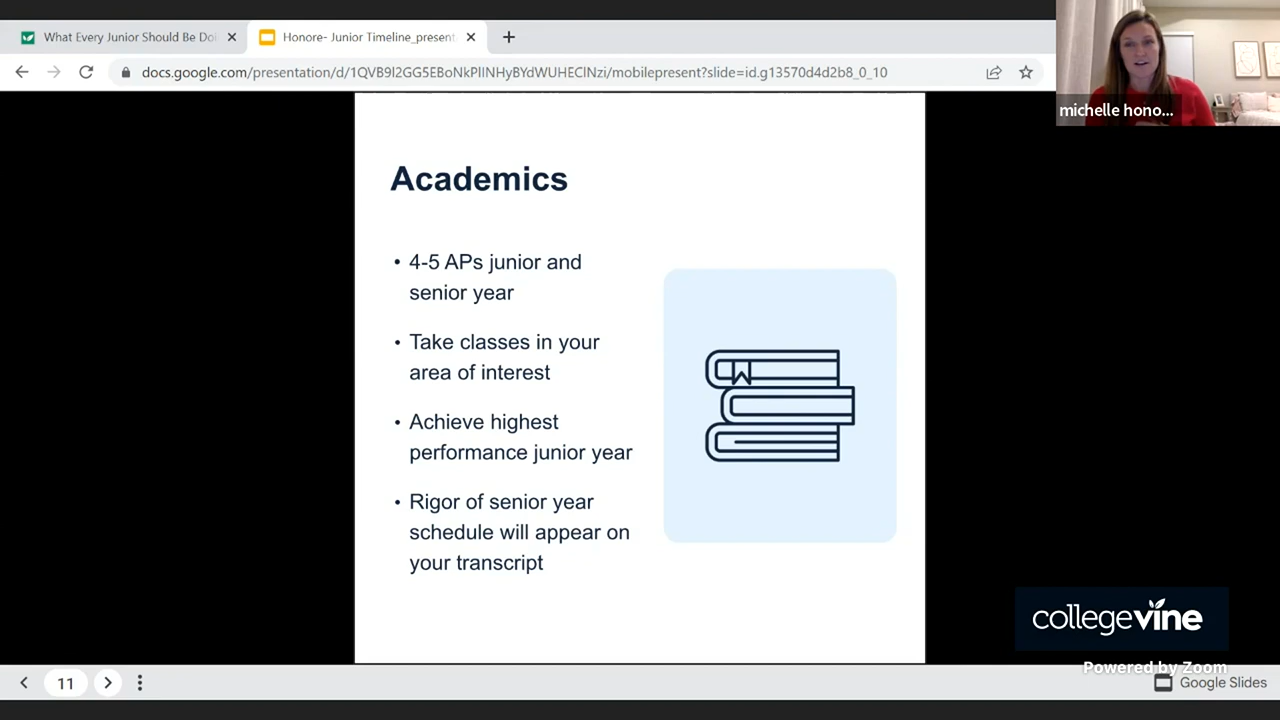 What Every Junior Should Be Doi
Honore- Junior Timeline_present
docs.google.com/presentation/d/1QVB9l2GG5EBoNkPlINHyBYdWUHEClNzi/mobilepresent?slide=id.g13570d4d2b8_0_10
michelle hono...
Academics
• 4-5 APs junior and
senior year
• Take classes in your
area of interest
• Achieve highest
performance junior year
• Rigor of senior year
schedule will appear on
your transcript
collegevine
Powered by Zoom
11
Google Slides